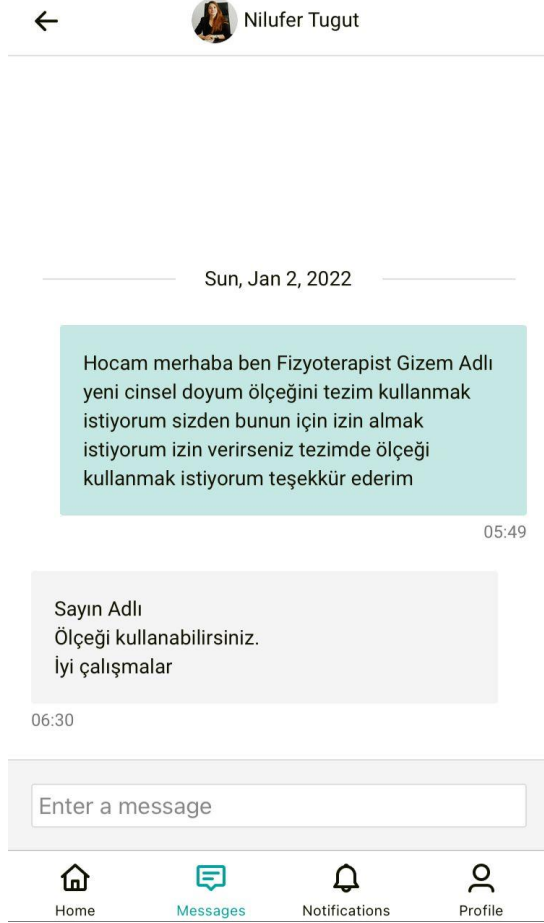 Nilufer Tugut
Sun, Jan 2, 2022
Hocam merhaba ben Fizyoterapist Gizem Adlı
yeni cinsel doyum ölçeğini tezim kullanmak
istiyorum sizden bunun için izin almak
istiyorum izin verirseniz tezimde ölçeği
kullanmak istiyorum teşekkür ederim
05:49
Sayın Adlı
Ölçeği kullanabilirsiniz.
İyi çalışmalar
06:30
Enter a message
Home Messages Notifications Profile